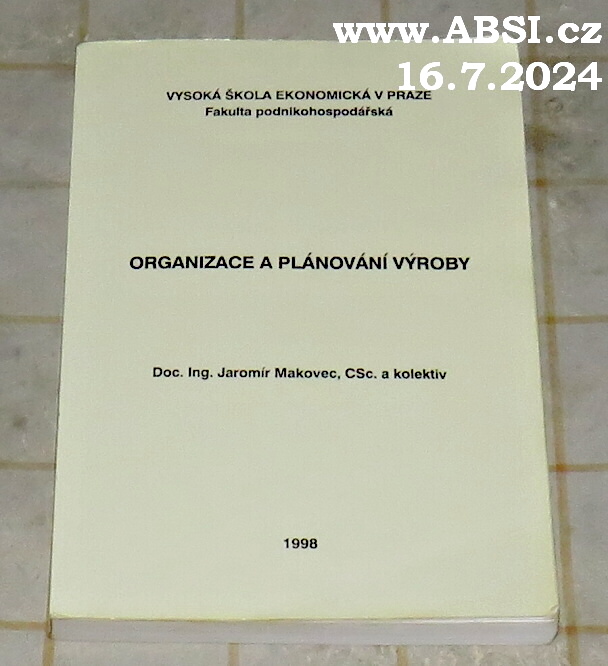 www.ABSI.cz
16.7.2024
VYSOKÁ ŠKOLA EKONOMICKÁ V PRAZE
Fakulta podnikohospodářská
ORGANIZACE A PLÁNOVÁNÍ VÝROBY
Doc. Ing. Jaromír Makovec, CSc. a kolektiv
1998